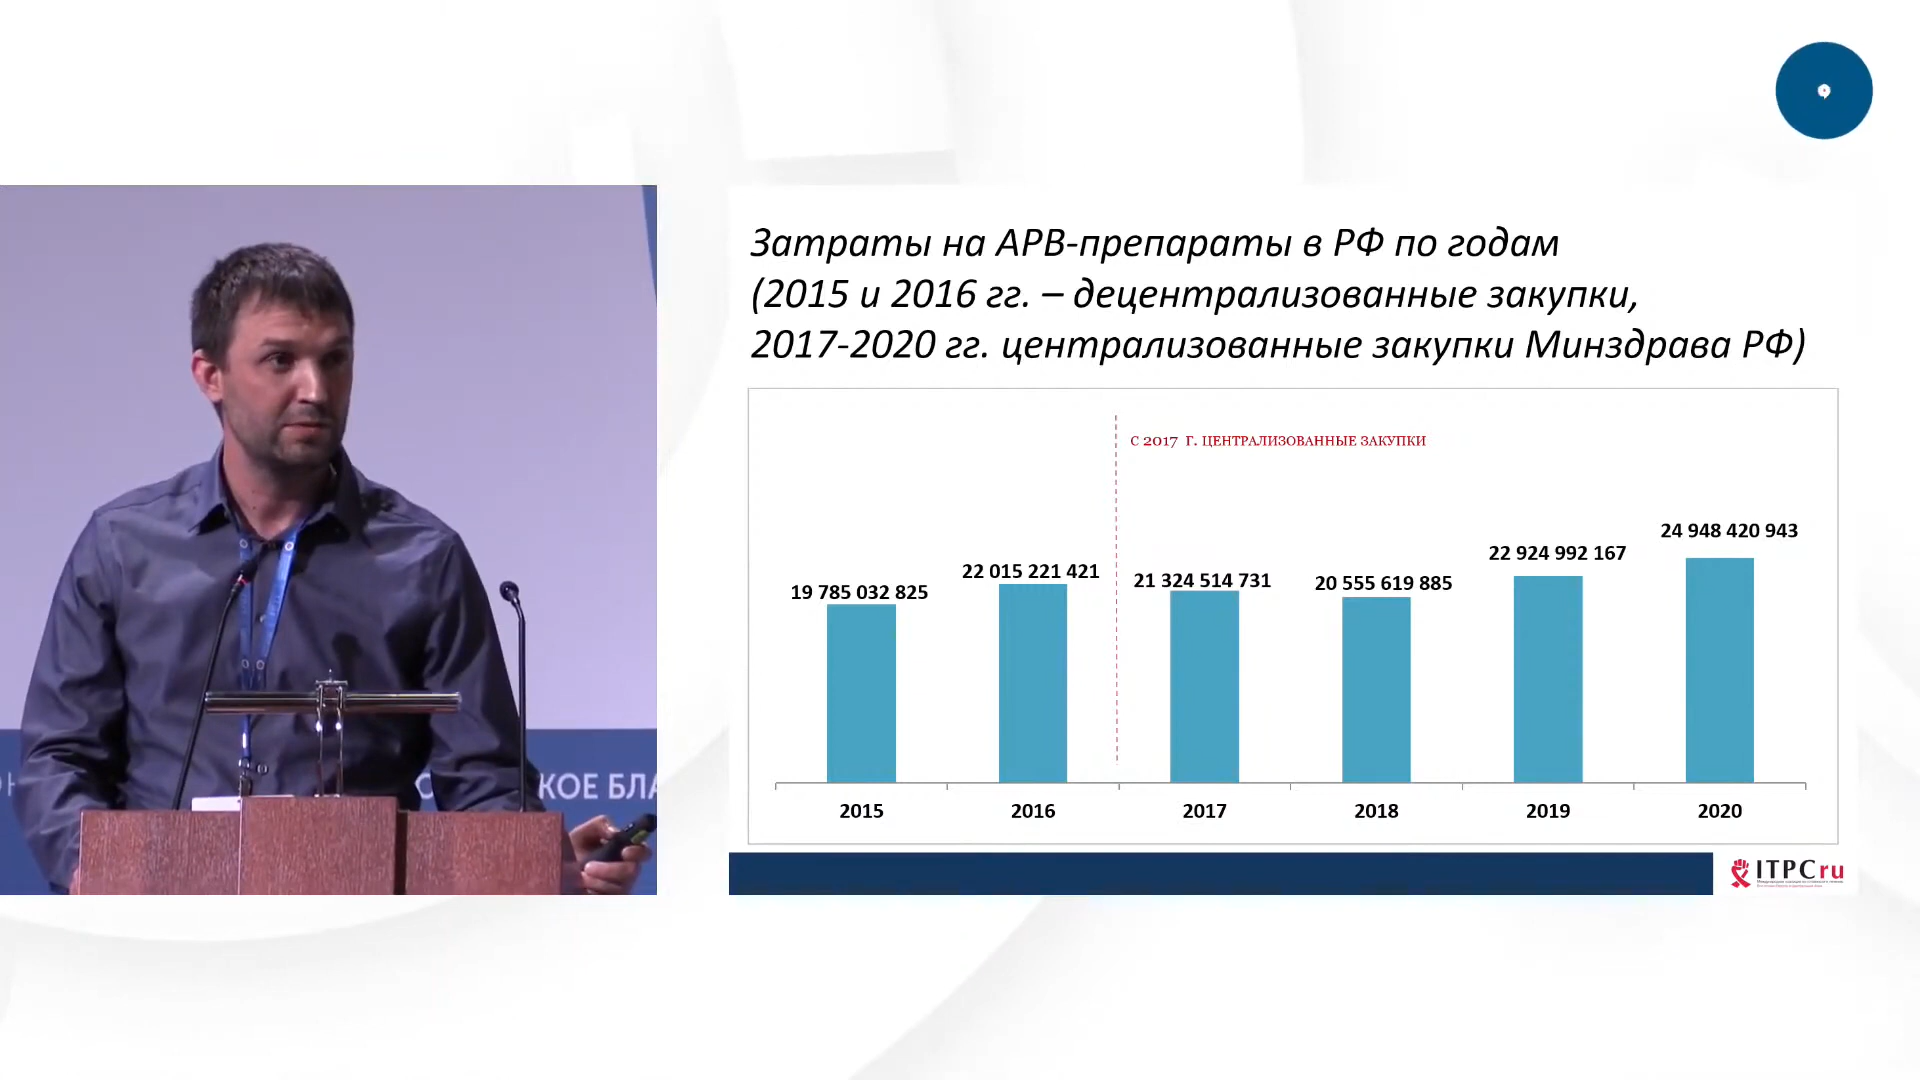 Затраты на АРВ-препараты в РФ по годам
(2015 и 2016 гг. – децентрализованные закупки,
2017-2020 гг. централизованные закупки Минздрава РФ)
С 2017 Г. ЦЕНТРАЛИЗОВАННЫЕ ЗАКУПКИ
19 785 032 825
22 015 221 421
21 324 514 731
20 555 619 885
22 924 992 167
24 948 420 943
2015
2016
2017
2018
2019
2020
ITPCru
КОЕ БЛА